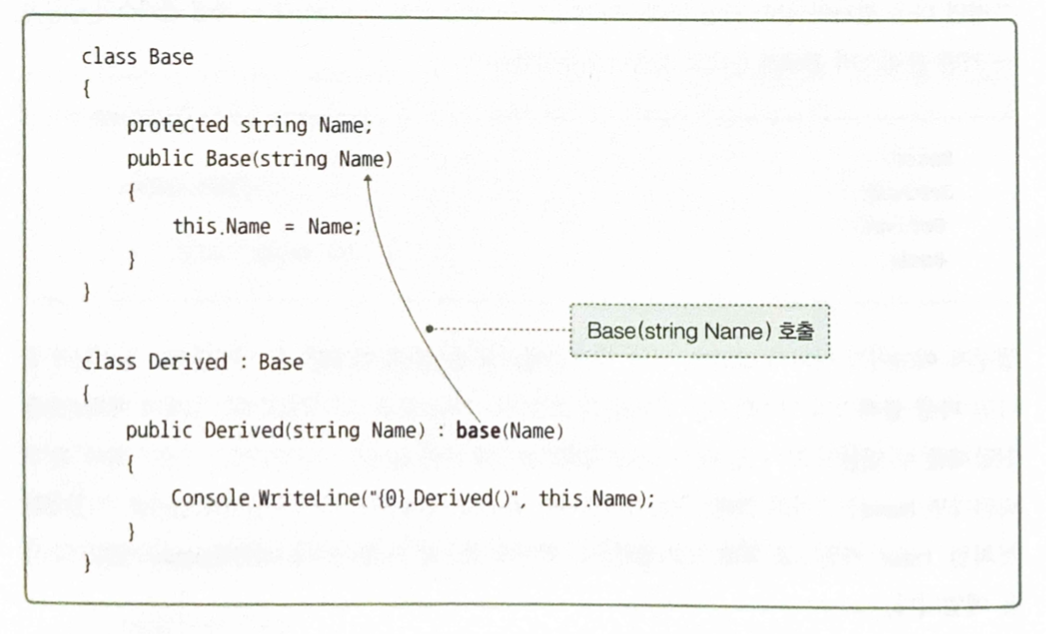 class Base
{
protected string Name;
public Base(string Name)
{
this.Name = Name;
}
}
Base(string Name) 호출
class Derived : Base
{
public Derived(string Name) : base(Name)
{
Console.WriteLine("{0}.Derived()", this.Name);
}
}